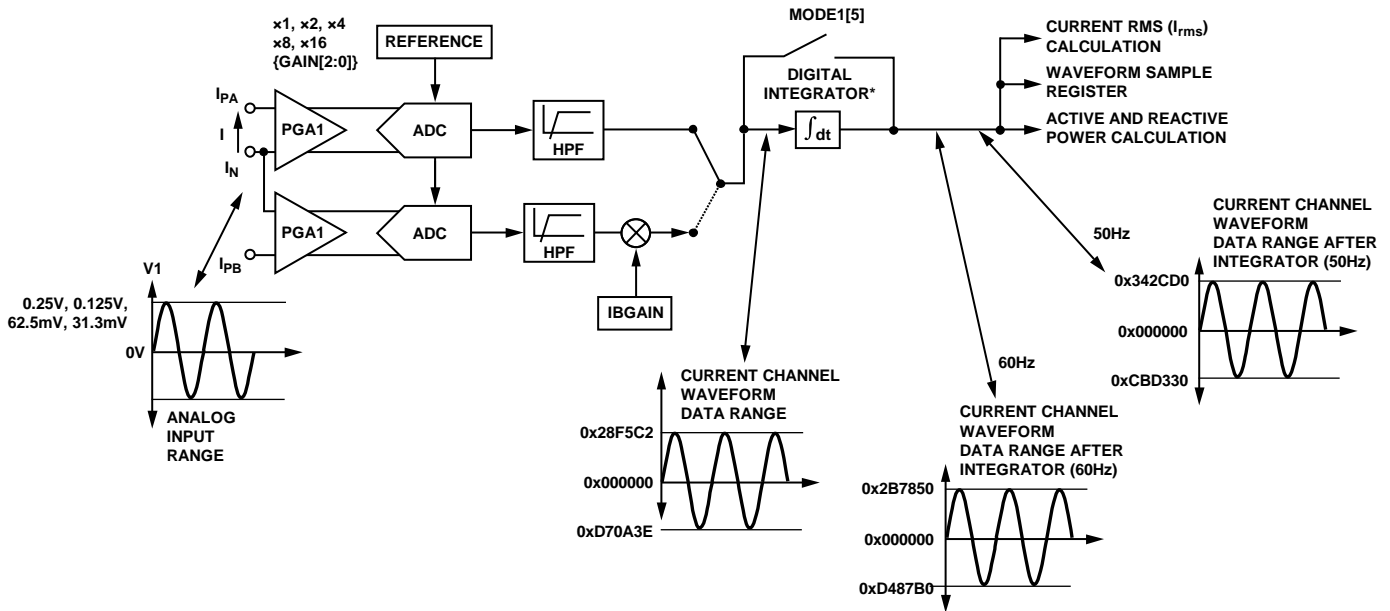 ×1, ×2, ×4
×8, ×16
{GAIN[2:0]}
REFERENCE
MODE1[5]
DIGITAL
INTEGRATOR*
CURRENT RMS (Irms)
CALCULATION
WAVEFORM SAMPLE
REGISTER
ACTIVE AND REACTIVE
POWER CALCULATION
IPA
I
IN
PGA1
ADC
HPF
∫dt
IPB
PGA1
ADC
HPF
IBGAIN
V1
0.25V, 0.125V,
62.5mV, 31.3mV
0V
ANALOG
INPUT
RANGE
CURRENT CHANNEL
WAVEFORM
DATA RANGE
0x28F5C2
0x000000
0xD70A3E
60Hz
CURRENT CHANNEL
WAVEFORM
DATA RANGE AFTER
INTEGRATOR (60Hz)
0x2B7850
0x000000
0xD487B0
50Hz
CURRENT CHANNEL
WAVEFORM
DATA RANGE AFTER
INTEGRATOR (50Hz)
0x342CD0
0x000000
0xCBD330